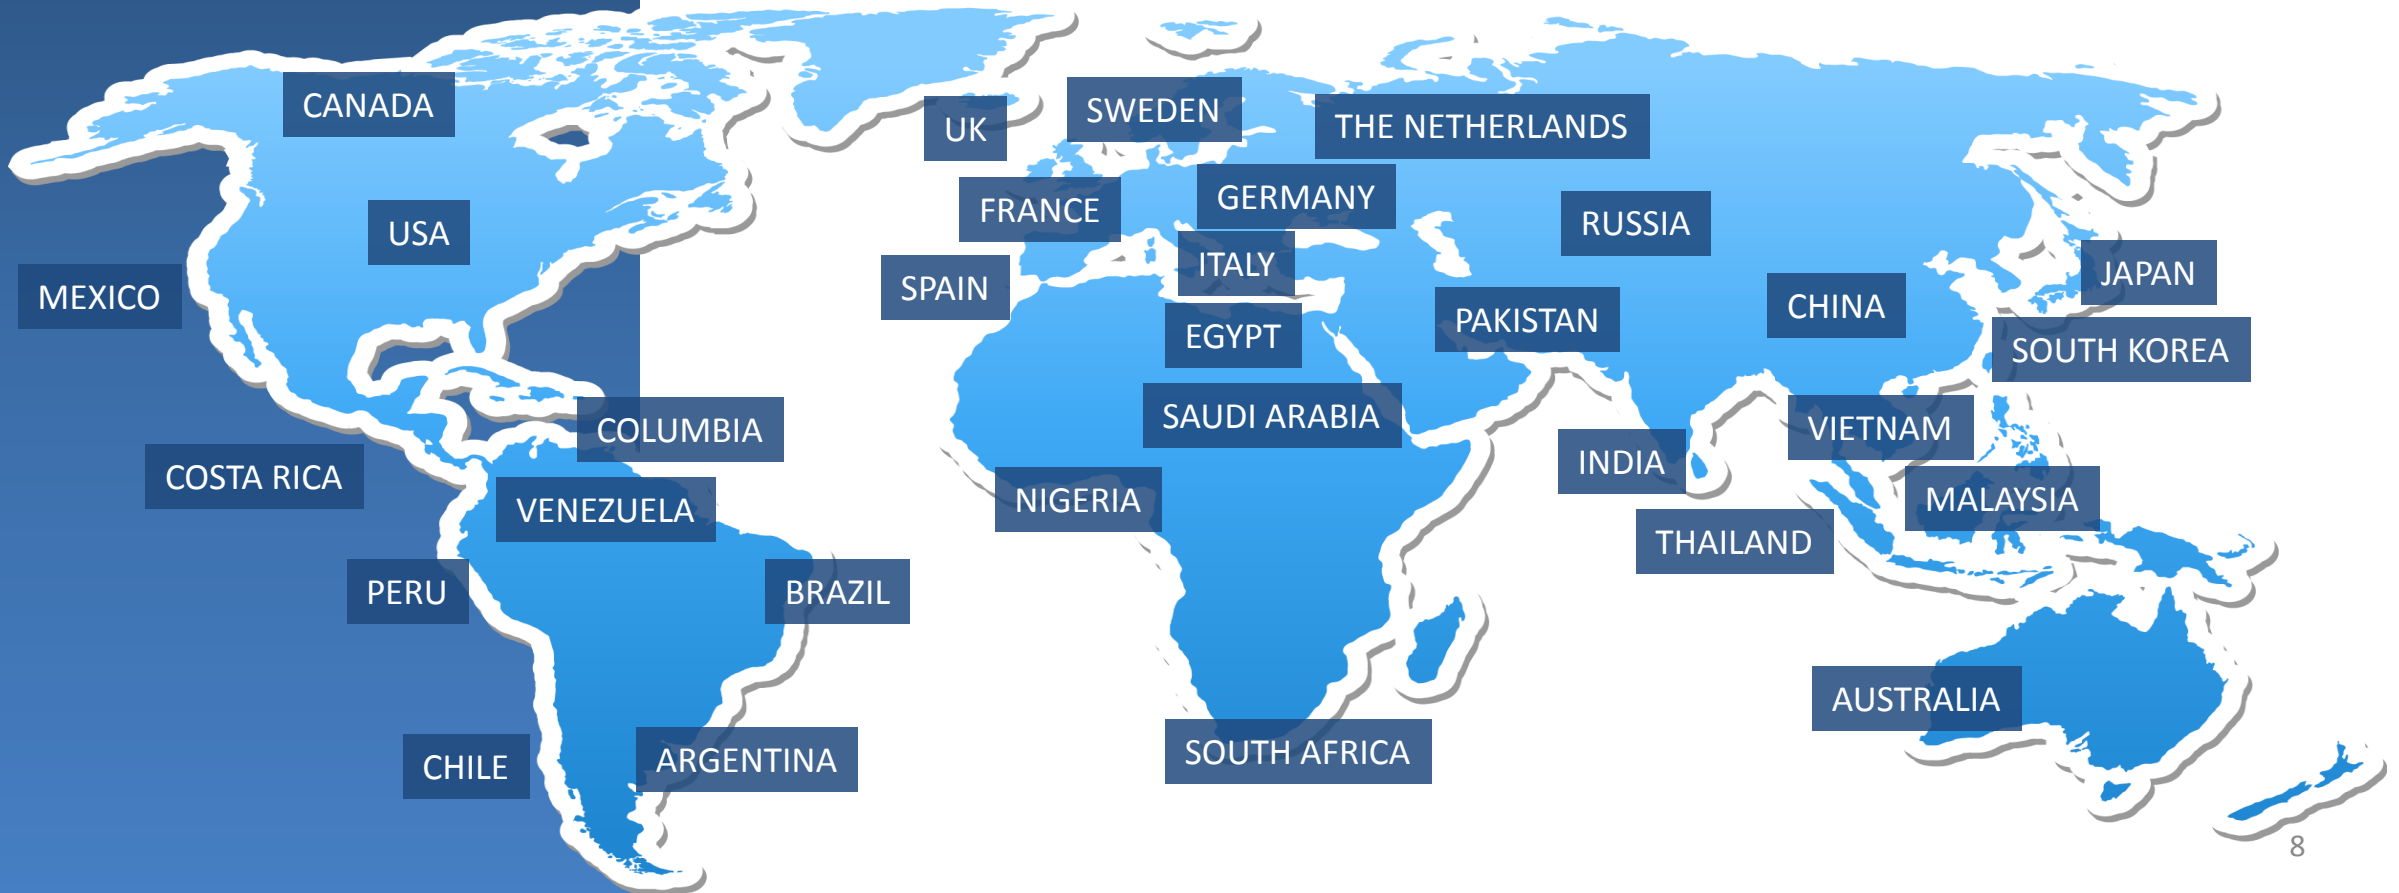 CANADA
UK
SWEDEN
THE NETHERLANDS
USA
FRANCE
GERMANY
RUSSIA
MEXICO
SPAIN
ITALY
JAPAN
EGYPT
PAKISTAN
CHINA
SOUTH KOREA
COLUMBIA
SAUDI ARABIA
VIETNAM
COSTA RICA
INDIA
VENEZUELA
NIGERIA
MALAYSIA
THAILAND
PERU
BRAZIL
AUSTRALIA
CHILE
ARGENTINA
SOUTH AFRICA
8